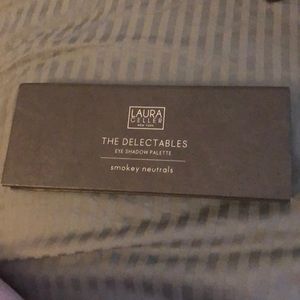 LAURA
GELLER
NEW YORK
THE DELECTABLES
EYE SHADOW PALETTE
smokey neutrals